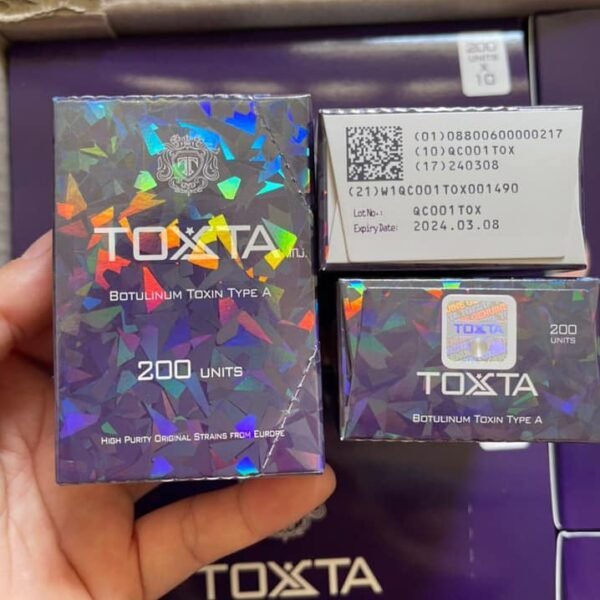 200
UNITS
X
10
T
TOXTA inj.
BOTULINUM TOXIN TYPE A
200 UNITS
HIGH PURITY ORIGINAL STRAINS FROM EUROPE
(01)08800600000217
(10)QC001TOX
(17)240308
(21)W1QC001TOX001490
Lot No.: QC001TOX
Expiry Date: 2024.03.08
TOXTA
200
UNITS
TOXTA
BOTULINUM TOXIN TYPE A
TOXTA